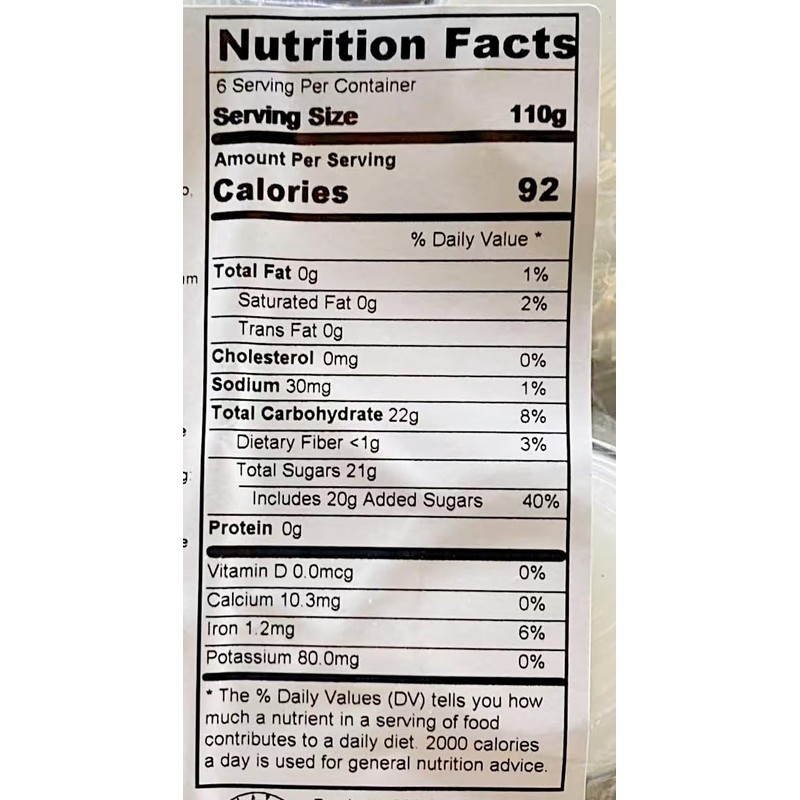 Nutrition Facts
6 Serving Per Container
Serving Size 110g
Amount Per Serving
Calories 92
% Daily Value *
Total Fat 0g 1%
Saturated Fat 0g 2%
Trans Fat 0g
Cholesterol 0mg 0%
Sodium 30mg 1%
Total Carbohydrate 22g 8%
Dietary Fiber <1g 3%
Total Sugars 21g
Includes 20g Added Sugars 40%
Protein 0g
Vitamin D 0.0mcg 0%
Calcium 10.3mg 0%
Iron 1.2mg 6%
Potassium 80.0mg 0%
* The % Daily Values (DV) tells you how
much a nutrient in a serving of food
contributes to a daily diet. 2000 calories
a day is used for general nutrition advice.